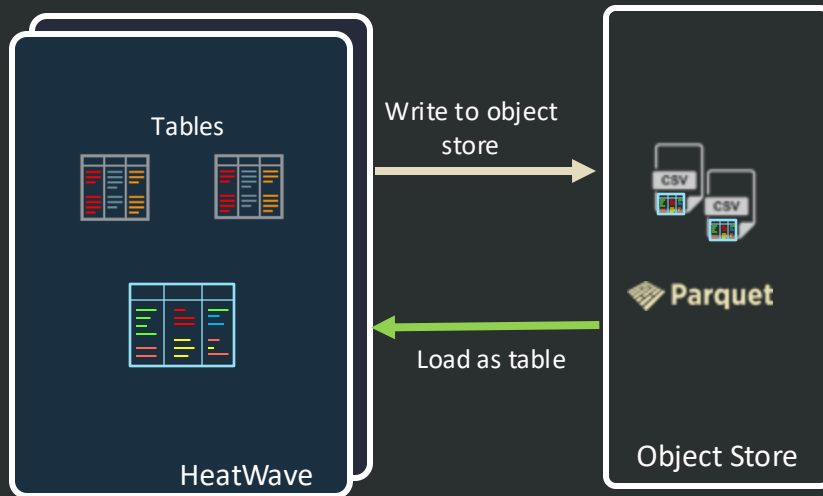 Tables
HeatWave
Write to object
store
Load as table
CSV
CSV
Parquet
Object Store